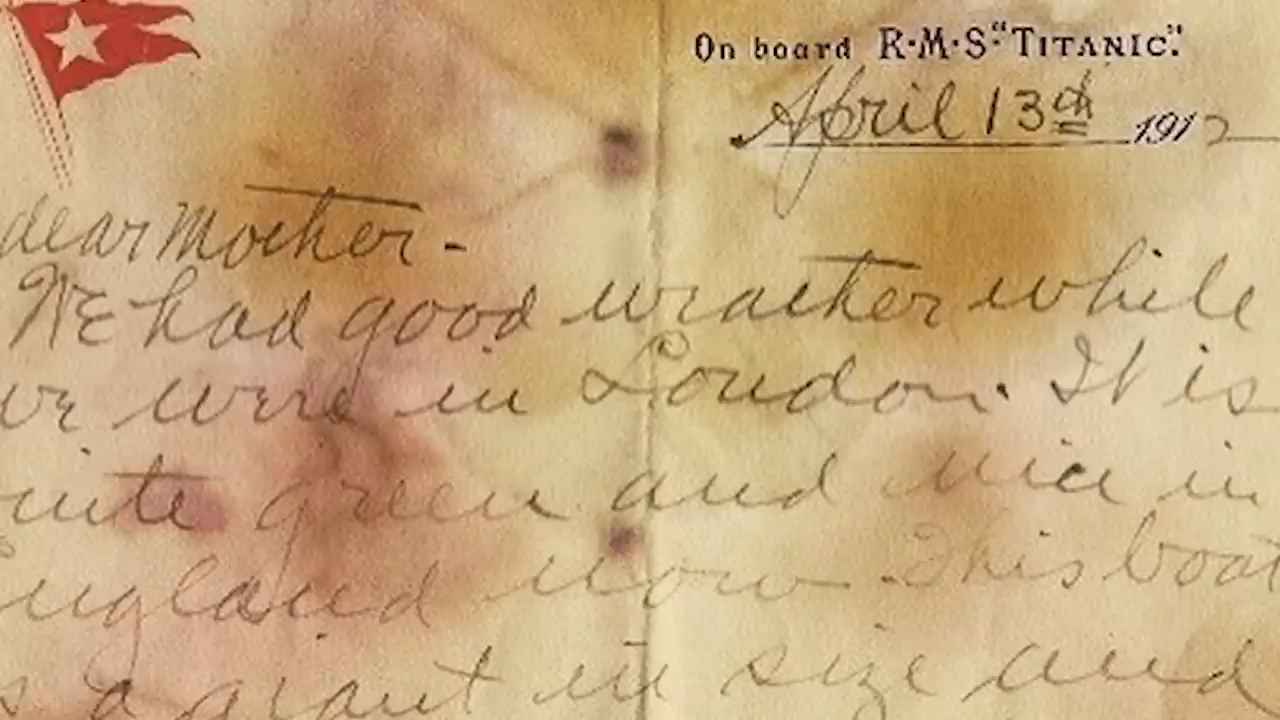 On board R·M·S·"TITANIC".
April 13th 1912
dear Mother -
We had good weather while
we were in London. It is
quite green and nice in
England now. This boat
is a giant in size and